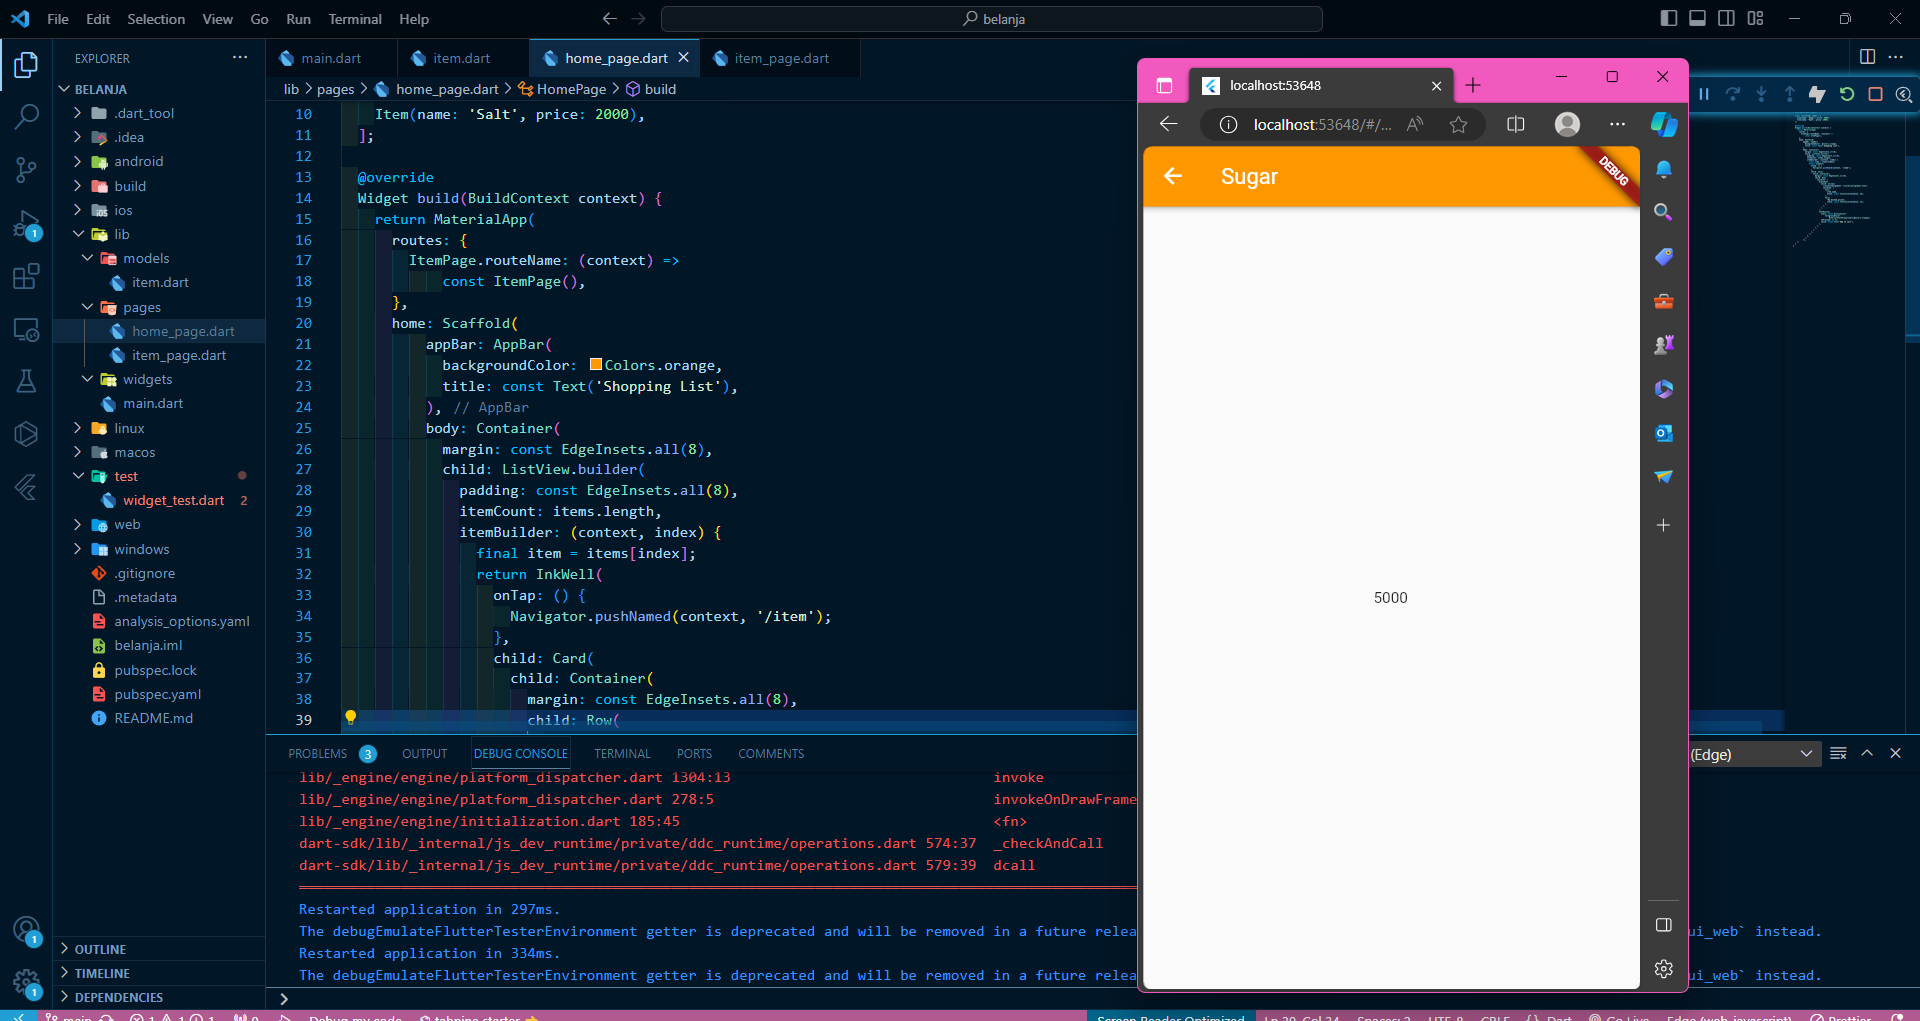 File Edit Selection View Go Run Terminal Help
belanja
EXPLORER
BELANJA
.dart_tool
.idea
android
build
ios
lib
models
item.dart
pages
home_page.dart
item_page.dart
widgets
main.dart
linux
macos
test
widget_test.dart 2
web
windows
.gitignore
.metadata
analysis_options.yaml
belanja.iml
pubspec.lock
pubspec.yaml
README.md
OUTLINE
TIMELINE
DEPENDENCIES
1
1
1
main.dart item.dart home_page.dart item_page.dart
lib > pages > home_page.dart > HomePage > build
10 Item(name: 'Salt', price: 2000),
11 ];
12
13 @override
14 Widget build(BuildContext context) {
15 return MaterialApp(
16 routes: {
17 ItemPage.routeName: (context) =>
18 const ItemPage(),
19 },
20 home: Scaffold(
21 appBar: AppBar(
22 backgroundColor: Colors.orange,
23 title: const Text('Shopping List'),
24 ), // AppBar
25 body: Container(
26 margin: const EdgeInsets.all(8),
27 child: ListView.builder(
28 padding: const EdgeInsets.all(8),
29 itemCount: items.length,
30 itemBuilder: (context, index) {
31 final item = items[index];
32 return InkWell(
33 onTap: () {
34 Navigator.pushNamed(context, '/item');
35 },
36 child: Card(
37 child: Container(
38 margin: const EdgeInsets.all(8),
39 child: Row(
PROBLEMS 3 OUTPUT DEBUG CONSOLE TERMINAL PORTS COMMENTS
(Edge)
lib/_engine/engine/platform_dispatcher.dart 1304:13 invoke
lib/_engine/engine/platform_dispatcher.dart 278:5 invokeOnDrawFrame
lib/_engine/initialization.dart 185:45 <fn>
dart-sdk/lib/_internal/js_dev_runtime/private/ddc_runtime/operations.dart 574:37 _checkAndCall
dart-sdk/lib/_internal/js_dev_runtime/private/ddc_runtime/operations.dart 579:39 dcall
Restarted application in 297ms.
The debugEmulateFlutterTesterEnvironment getter is deprecated and will be removed in a future relea ui_web` instead.
Restarted application in 334ms.
The debugEmulateFlutterTesterEnvironment getter is deprecated and will be removed in a future relea ui_web` instead.
localhost:53648
localhost:53648/#/...
Sugar
DEBUG
5000
main 1 1 1 0 Debug my code tabnine starter Screen Reader Optimized Ln 39, Col 34 Spaces: 2 UTF-8 CRLF {} Dart Go Live Edge (web-javascript) Prettier